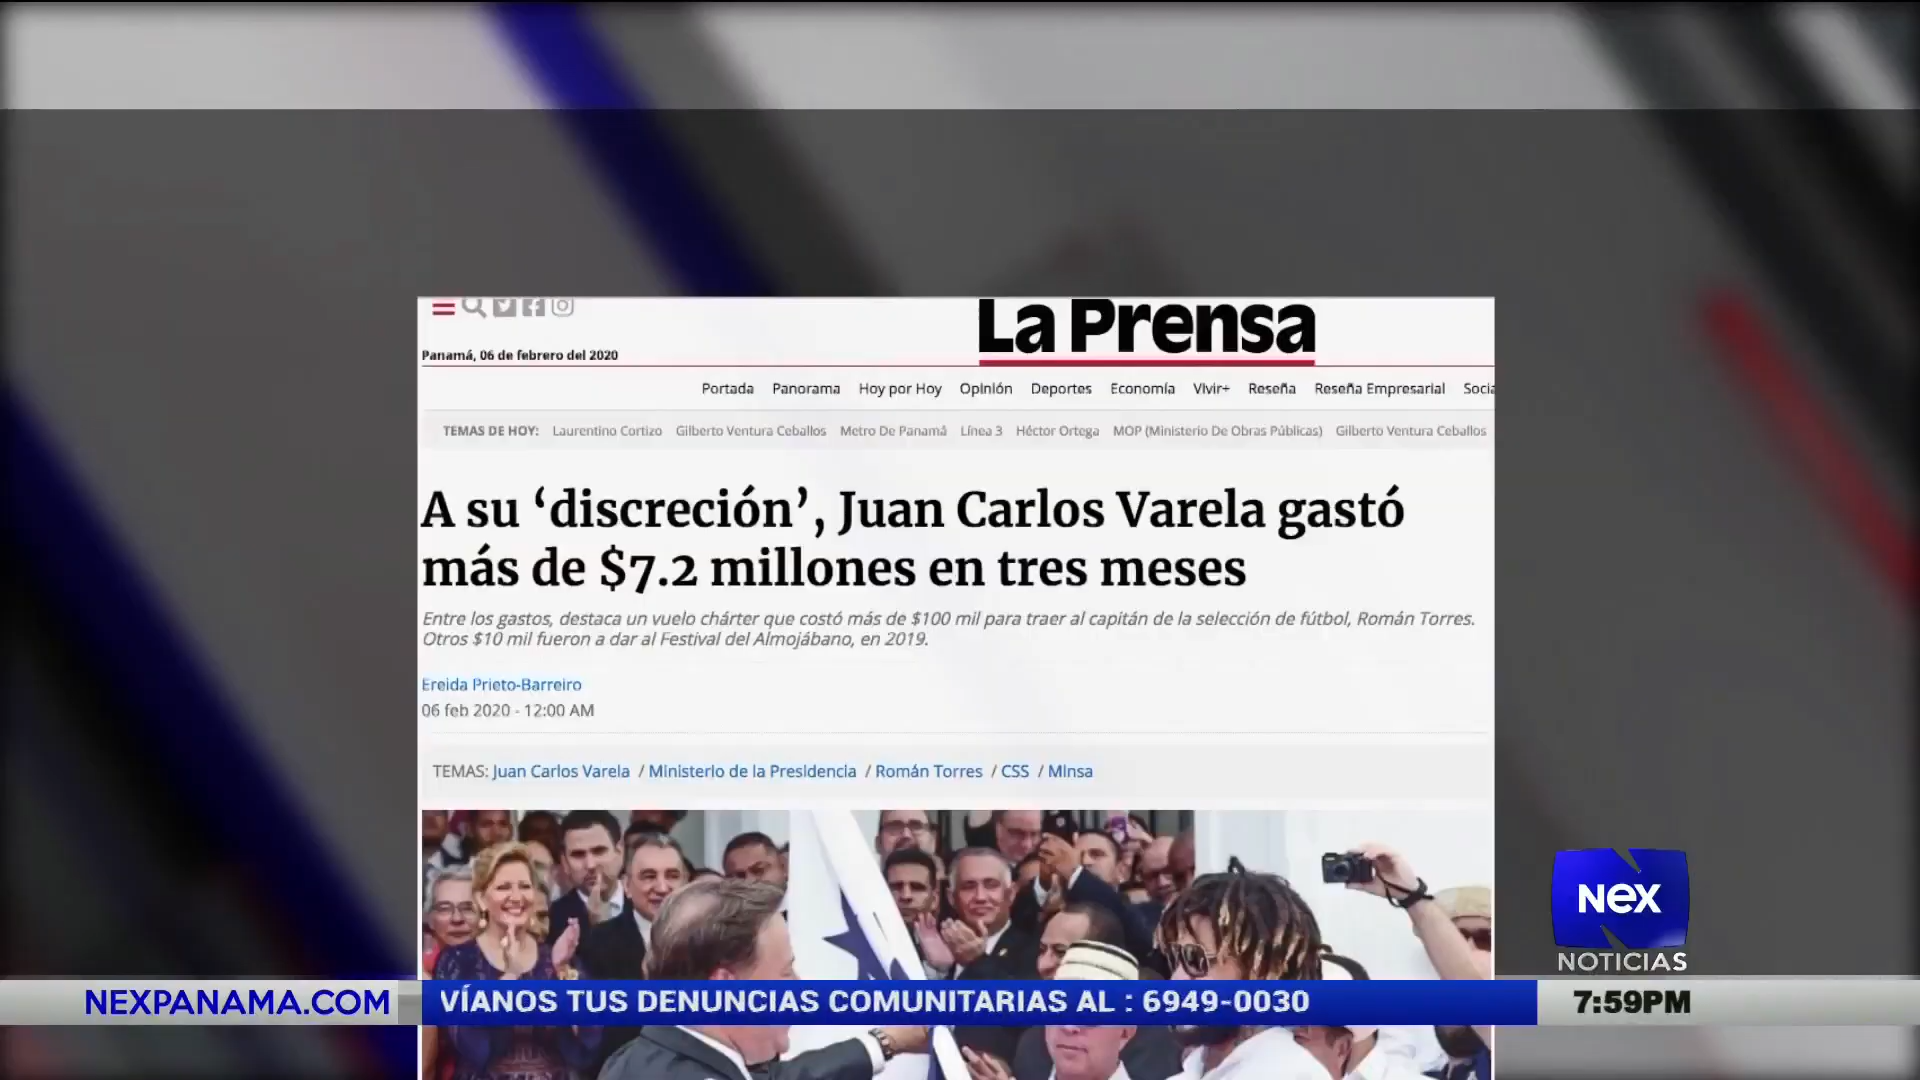 La Prensa
Panamá, 06 de febrero del 2020
Portada Panorama Hoy por Hoy Opinión Deportes Economía Vivir+ Reseña Reseña Empresarial Socia
TEMAS DE HOY: Laurentino Cortizo Gilberto Ventura Ceballos Metro De Panamá Línea 3 Héctor Ortega MOP (Ministerio De Obras Públicas) Gilberto Ventura Ceballos
A su ‘discreción’, Juan Carlos Varela gastó
más de $7.2 millones en tres meses
Entre los gastos, destaca un vuelo chárter que costó más de $100 mil para traer al capitán de la selección de fútbol, Román Torres.
Otros $10 mil fueron a dar al Festival del Almojábano, en 2019.
Ereida Prieto-Barreiro
06 feb 2020 - 12:00 AM
TEMAS: Juan Carlos Varela / Ministerio de la Presidencia / Román Torres / CSS / Minsa
NEX
NOTICIAS
NEXPANAMA.COM
VÍANOS TUS DENUNCIAS COMUNITARIAS AL : 6949-0030
7:59PM